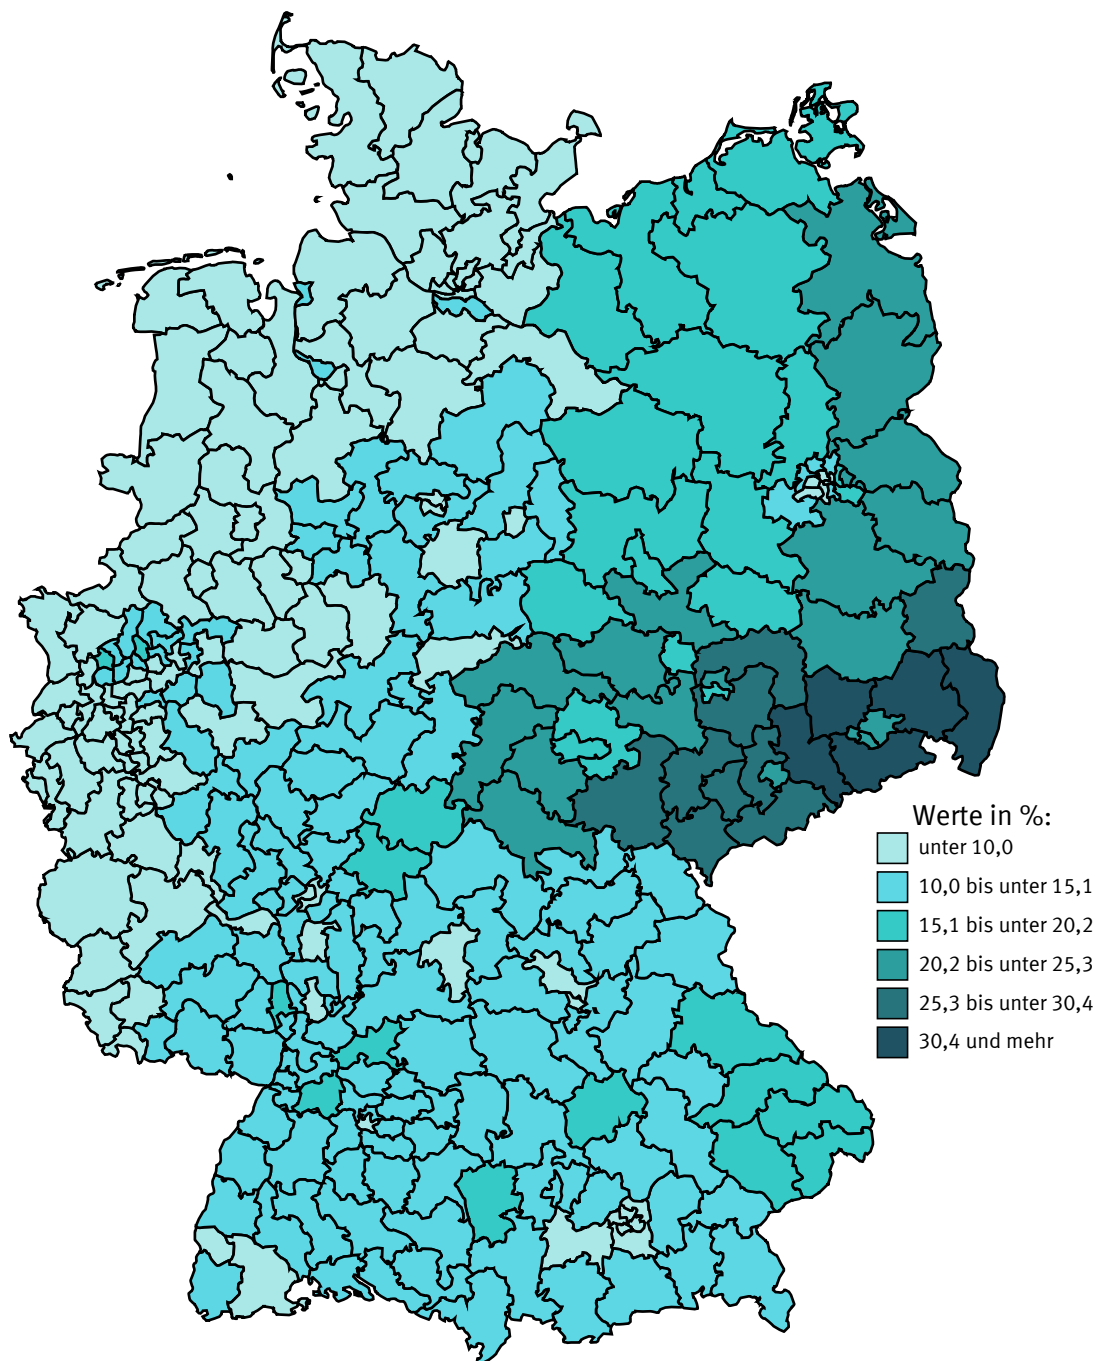 Werte in %:
unter 10,0
10,0 bis unter 15,1
15,1 bis unter 20,2
20,2 bis unter 25,3
25,3 bis unter 30,4
30,4 und mehr